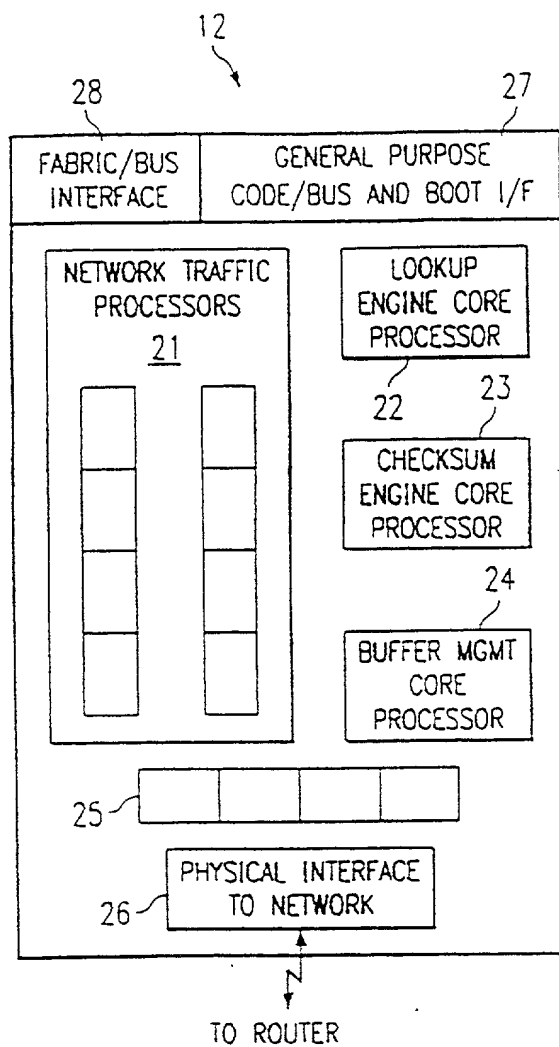 12
28
27
FABRIC/BUS
INTERFACE
GENERAL PURPOSE
CODE/BUS AND BOOT I/F
NETWORK TRAFFIC
PROCESSORS
21
LOOKUP
ENGINE CORE
PROCESSOR
22
23
CHECKSUM
ENGINE CORE
PROCESSOR
24
BUFFER MGMT
CORE
PROCESSOR
25
PHYSICAL INTERFACE
TO NETWORK
26
TO ROUTER